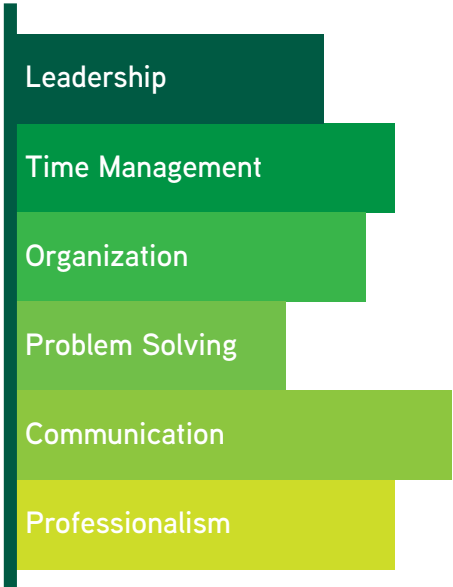 Leadership
Time Management
Organization
Problem Solving
Communication
Professionalism